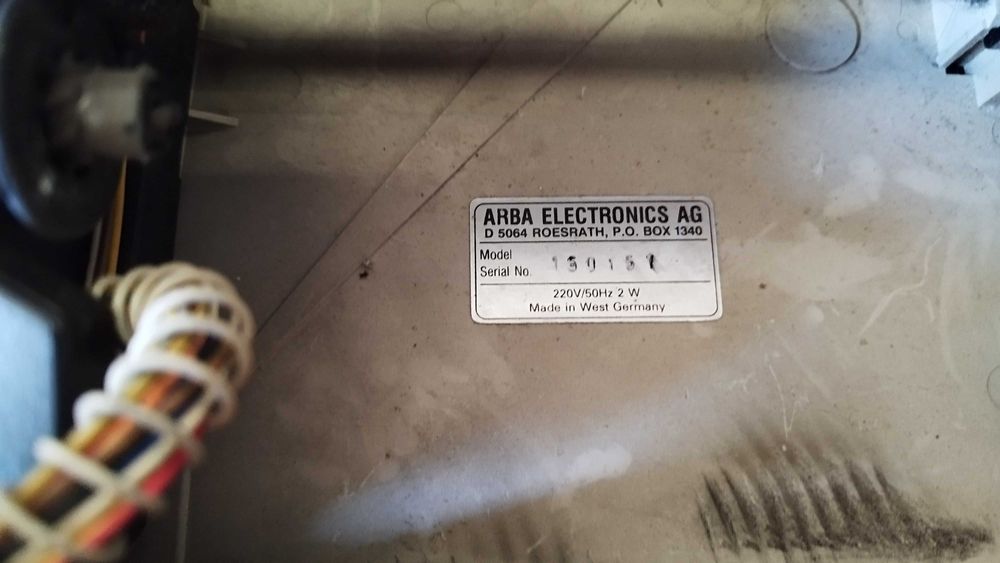 ARBA ELECTRONICS AG
D 5064 ROESRATH, P.O. BOX 1340
Model
Serial No.
220V/50Hz 2 W
Made in West Germany